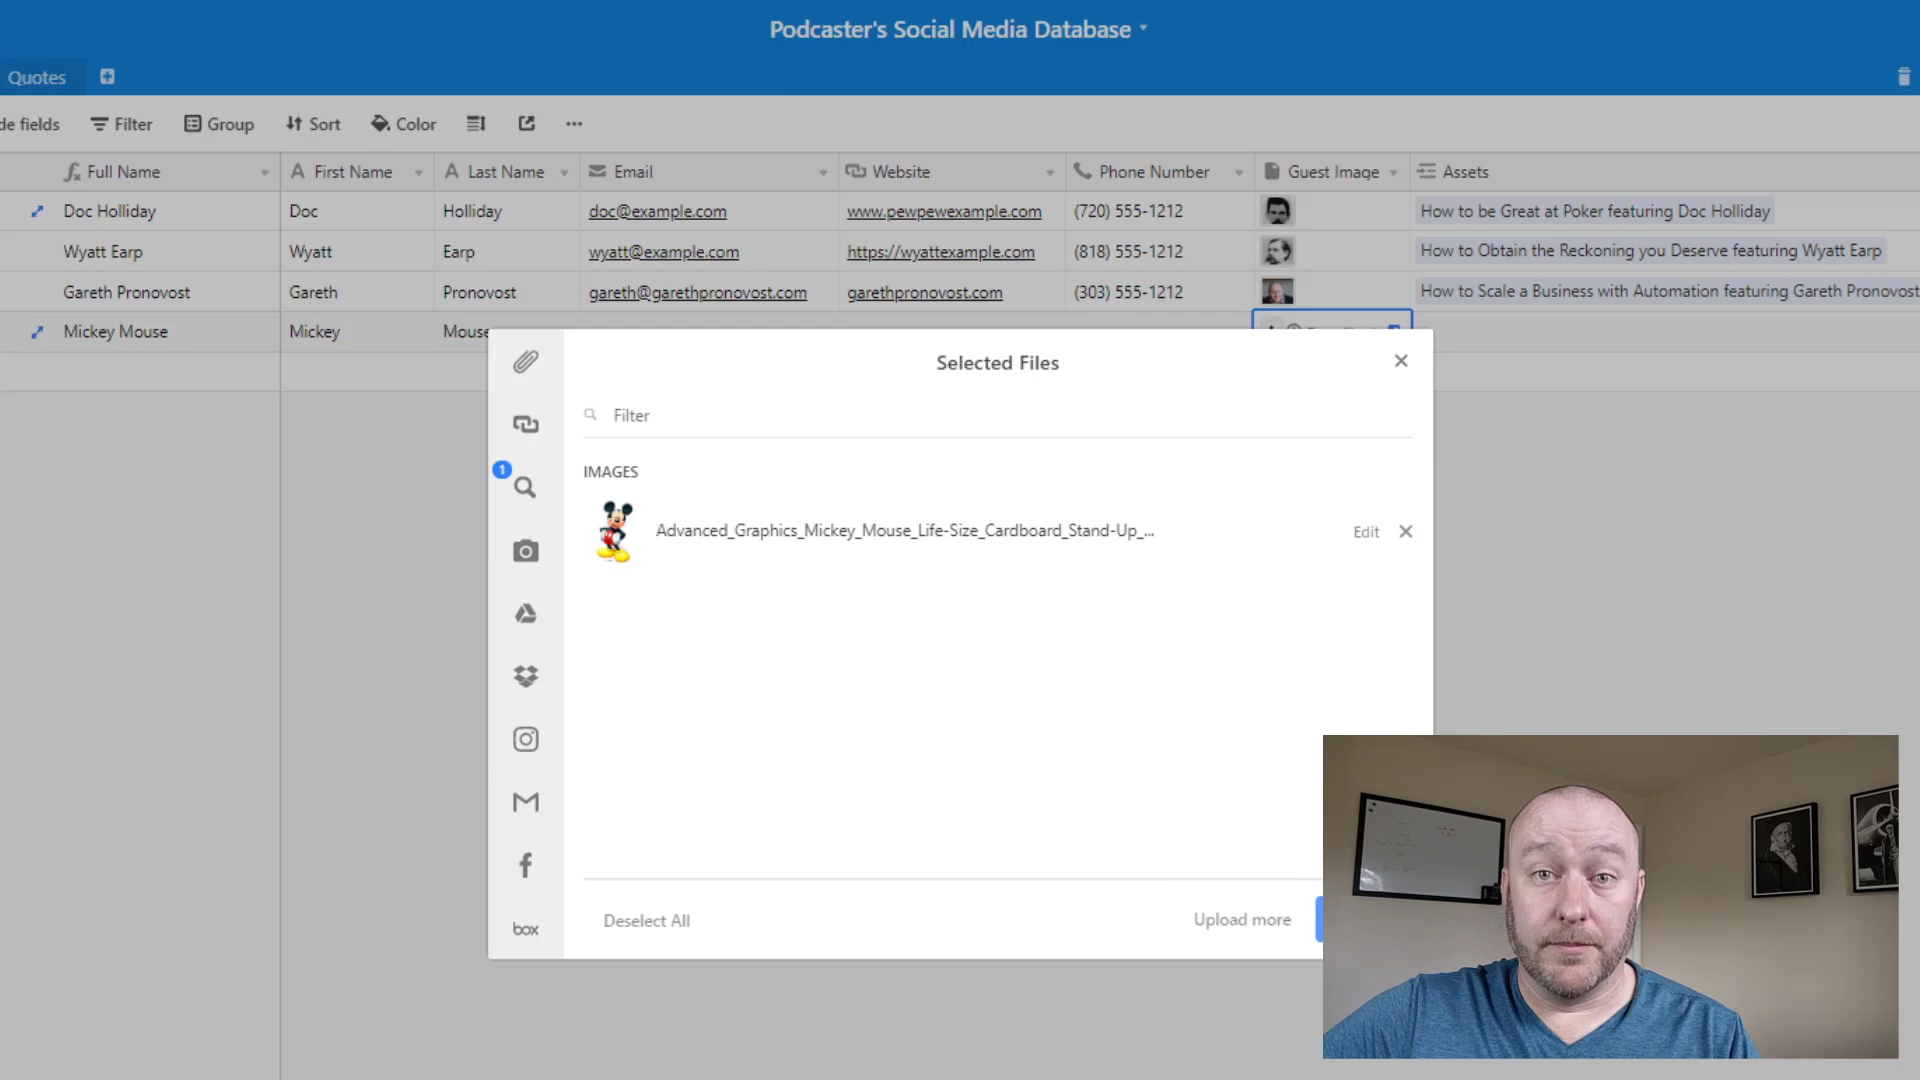 Podcaster's Social Media Database
Quotes
de fields Filter Group Sort Color
Full Name First Name Last Name Email Website Phone Number Guest Image Assets
Doc Holliday Doc Holliday doc@example.com www.pewpewexample.com (720) 555-1212 How to be Great at Poker featuring Doc Holliday
Wyatt Earp Wyatt Earp wyatt@example.com https://wyattexample.com (818) 555-1212 How to Obtain the Reckoning you Deserve featuring Wyatt Earp
Gareth Pronovost Gareth Pronovost gareth@garethpronovost.com garethpronovost.com (303) 555-1212 How to Scale a Business with Automation featuring Gareth Pronovost
Mickey Mouse Mickey Mouse
Selected Files
Filter
1
IMAGES
Advanced_Graphics_Mickey_Mouse_Life-Size_Cardboard_Stand-Up_... Edit
box
Deselect All Upload more